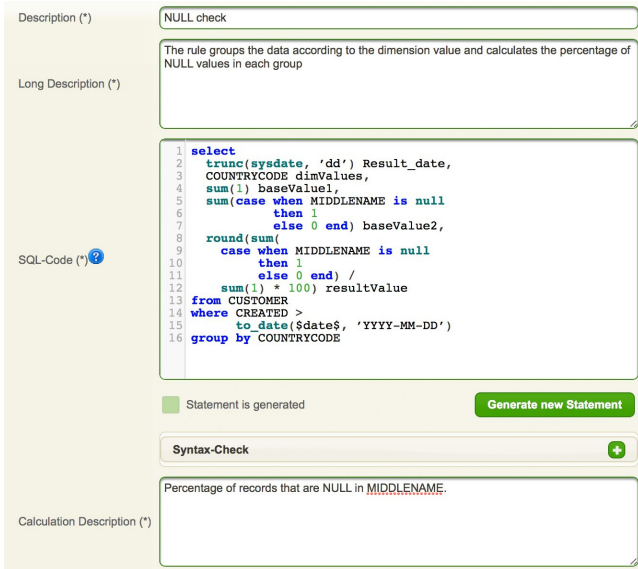 Description (*)
NULL check
Long Description (*)
The rule groups the data according to the dimension value and calculates the percentage of
NULL values in each group
SQL-Code (*) ?
1 select
2 trunc(sysdate, 'dd') Result_date,
3 COUNTRYCODE dimValues,
4 sum(1) baseValue1,
5 sum(case when MIDDLENAME is null
6 then 1
7 else 0 end) baseValue2,
8 round(sum(
9 case when MIDDLENAME is null
10 then 1
11 else 0 end) /
12 sum(1) * 100) resultValue
13 from CUSTOMER
14 where CREATED >
15 to_date($date$, 'YYYY-MM-DD')
16 group by COUNTRYCODE
Statement is generated
Generate new Statement
Syntax-Check
Calculation Description (*)
Percentage of records that are NULL in MIDDLENAME.